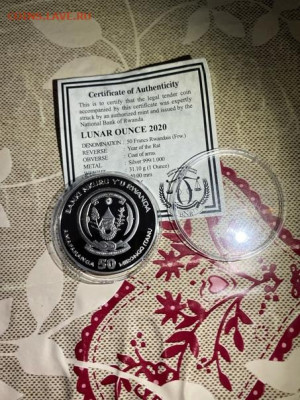 Certificate of Authenticity
This is to certify that the legal tender coin
accompanied by this certificate was expertly
struck by an authorized mint and issued by the
National Bank of Rwanda.
LUNAR OUNCE 2020
DENOMINATION : 50 Francs Rwandais (Frw.)
REVERSE Year of the Rat
OBVERSE Coat of arms
METAL Silver 999/1.000
31.10 g (1 Ounce)
BANKI NKURU Y'U RWANDA
AMAFARANGA 50 MIRONGO ITANU